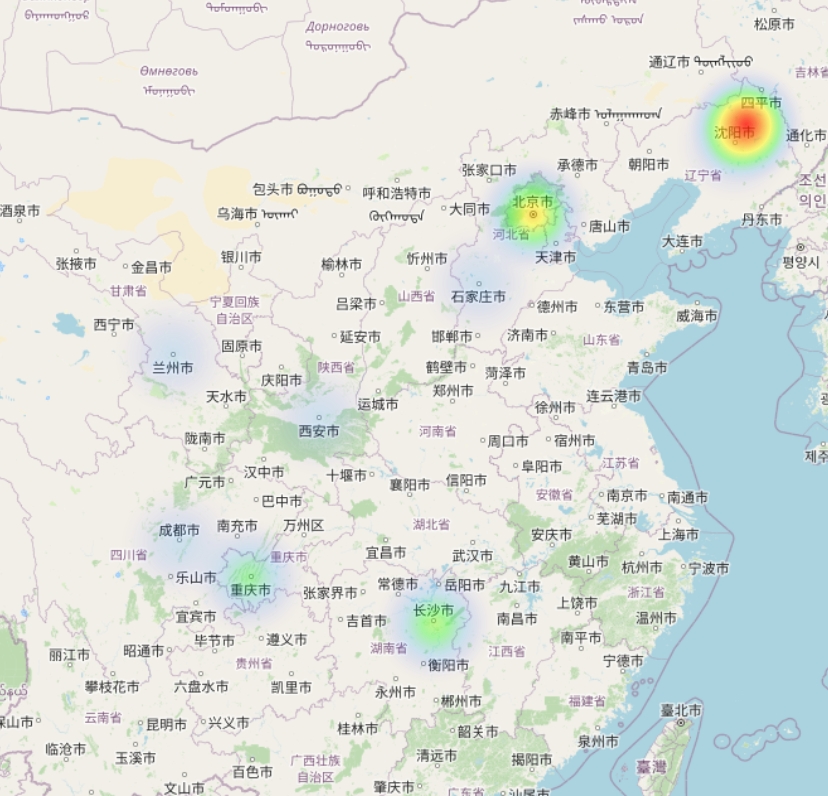 Дорноговь
松原市
Өмнөговь
通辽市
吉林省
四平市
赤峰市
沈阳市
通化市
张家口市
承德市
朝阳市
辽宁省
包头市
呼和浩特市
조선
의인
酒泉市
乌海市
大同市
北京市
河北省
唐山市
丹东市
张掖市
金昌市
银川市
榆林市
忻州市
天津市
大连市
평양시
甘肃省
宁夏回族
自治区
吕梁市
山西省
石家庄市
德州市
东营市
威海市
西宁市
固原市
延安市
邯郸市
济南市
山东省
兰州市
陕西省
鹤壁市
菏泽市
青岛市
庆阳市
天水市
运城市
郑州市
徐州市
连云港市
陇南市
西安市
河南省
周口市
宿州市
제주
汉中市
广元市
十堰市
襄阳市
信阳市
阜阳市
江苏省
巴中市
安徽省
南京市
南通市
成都市
南充市
万州区
湖北省
芜湖市
安庆市
上海市
四川省
重庆市
宜昌市
武汉市
黄山市
杭州市
宁波市
乐山市
重庆市
张家界市
常德市
岳阳市
九江市
浙江省
宜宾市
吉首市
长沙市
南昌市
上饶市
温州市
昭通市
毕节市
遵义市
湖南省
江西省
南平市
丽江市
贵州省
衡阳市
宁德市
攀枝花市
六盘水市
凯里市
永州市
郴州市
福建省
云南省
昆明市
兴义市
桂林市
韶关市
泉州市
臺北市
临沧市
玉溪市
百色市
广西壮族
自治区
清远市
揭阳市
臺灣
文山市
肇庆市
广东省
汕尾市